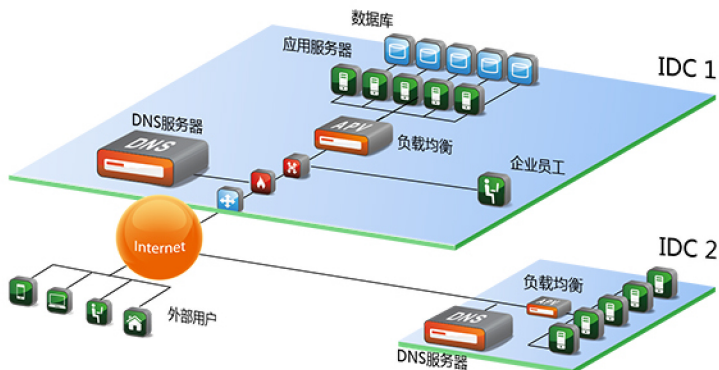 数据库
应用服务器
IDC 1
DNS服务器
DNS
APV
负载均衡
企业员工
Internet
IDC 2
负载均衡
APV
外部用户
DNS
DNS服务器